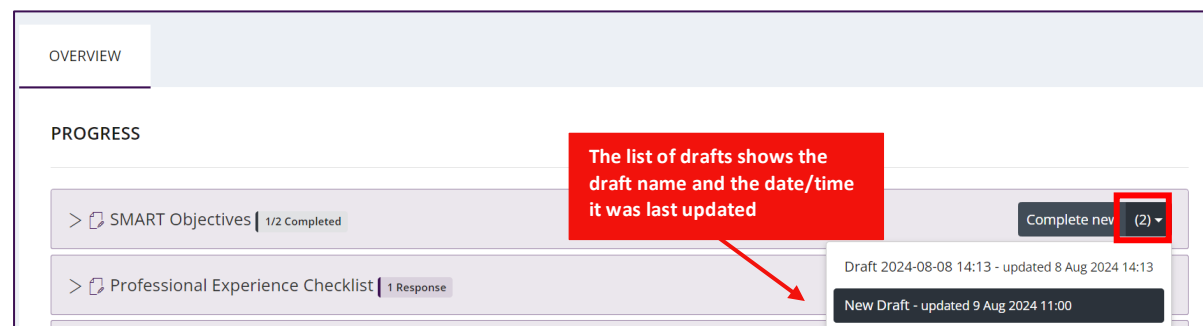 OVERVIEW
PROGRESS
The list of drafts shows the
draft name and the date/time
it was last updated
SMART Objectives 1/2 Completed
Complete new (2)
Draft 2024-08-08 14:13 - updated 8 Aug 2024 14:13
Professional Experience Checklist 1 Response
New Draft - updated 9 Aug 2024 11:00